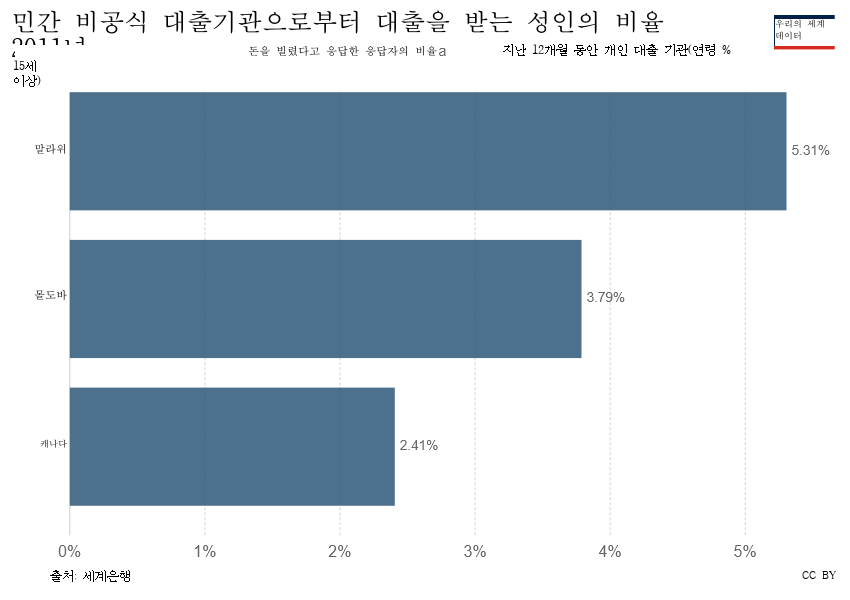 민간 비공식 대출기관으로부터 대출을 받는 성인의 비율
2011년
돈을 빌렸다고 응답한 응답자의 비율a 지난 12개월 동안 개인 대출 기관(연령 %
15세
이상)
우리의 세계
데이터
말라위 5.31%
몰도바 3.79%
캐나다 2.41%
0% 1% 2% 3% 4% 5%
출처: 세계은행 CC BY